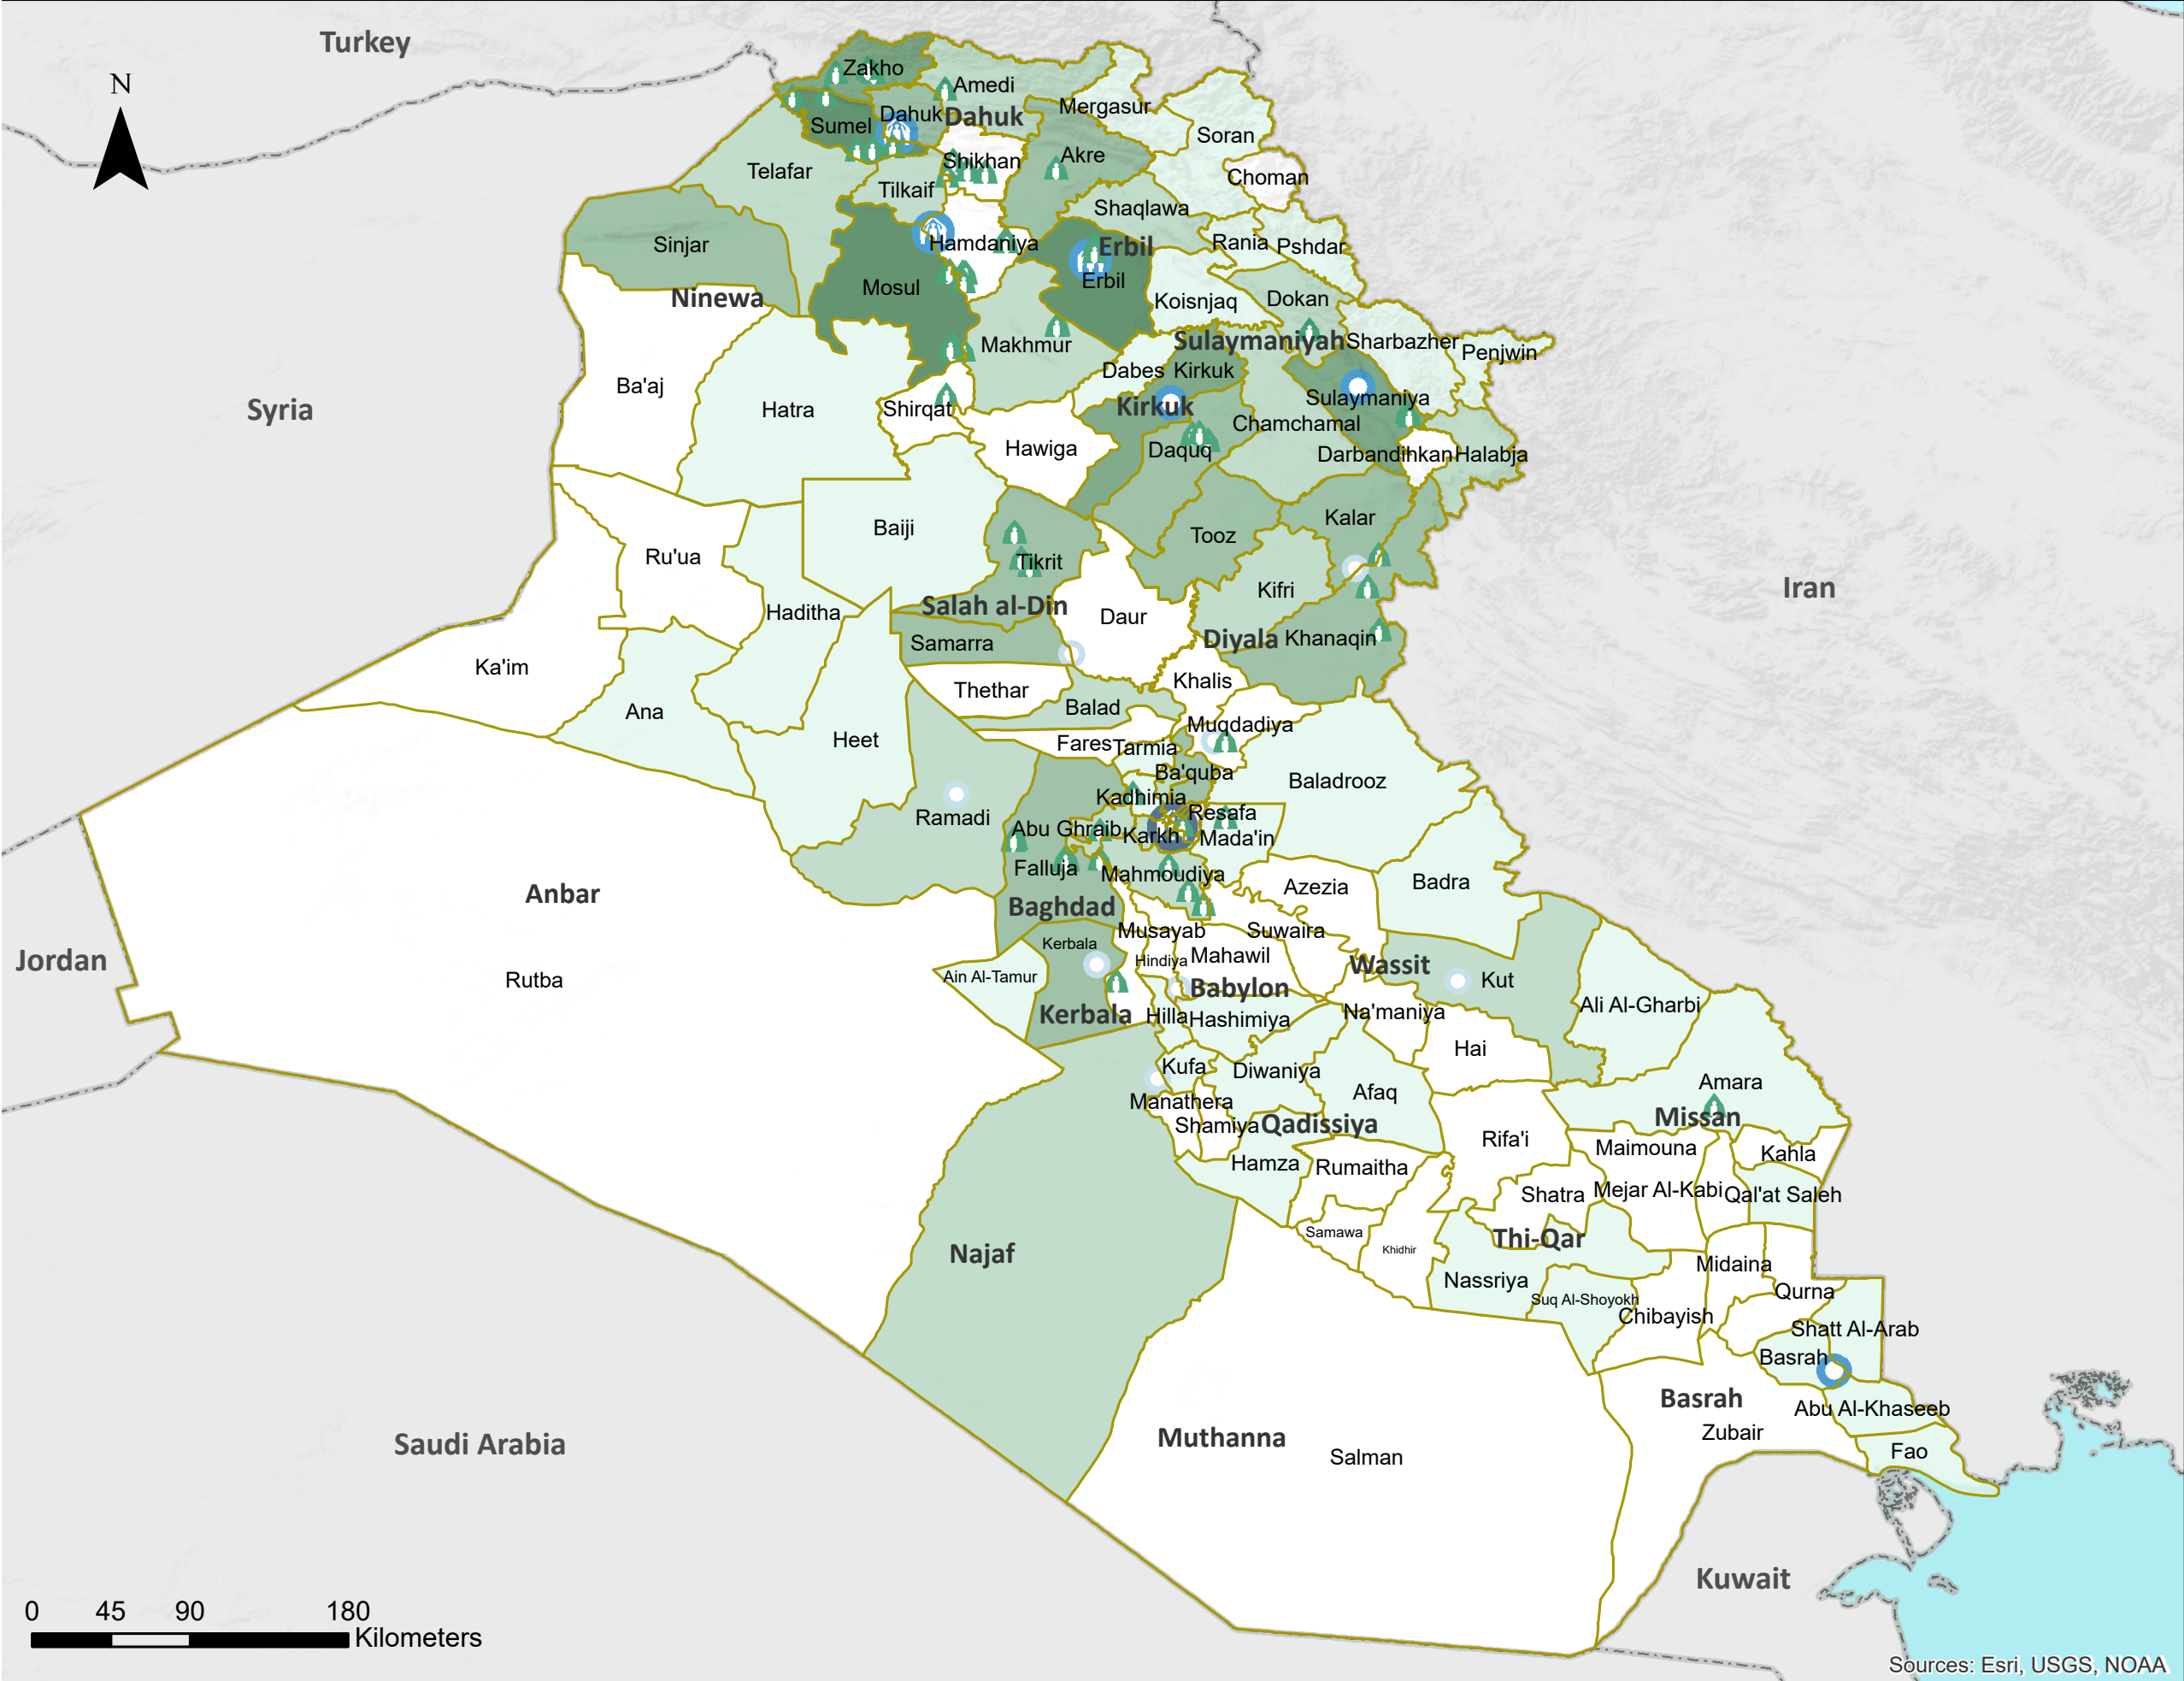 Turkey
N
Zakho
Amedi
Dahuk
Dahuk
Mergasur
Sumel
Soran
Shikhan
Akre
Telafar
Choman
Tilkaif
Shaqlawa
Sinjar
Hamdaniya
Erbil
Rania
Pshdar
Mosul
Erbil
Ninewa
Koisnjaq
Dokan
Sulaymaniyah
Sharbazher
Makhmur
Penjwin
Dabes
Kirkuk
Ba'aj
Sulaymaniya
Syria
Hatra
Shirqat
Kirkuk
Chamchamal
Hawiga
Daquq
Darbandihkan
Halabja
Kalar
Baiji
Tooz
Ru'ua
Tikrit
Iran
Kifri
Salah al-Din
Haditha
Daur
Diyala
Khanaqin
Samarra
Ka'im
Khalis
Thethar
Balad
Ana
Muqdadiya
Heet
Fares
Tarmia
Ba'quba
Baladrooz
Kadhimia
Resafa
Ramadi
Abu Ghraib
Karkh
Mada'in
Falluja
Mahmoudiya
Badra
Azezia
Anbar
Baghdad
Musayab
Suwaira
Kerbala
Mahawil
Jordan
Hindiya
Wassit
Ain Al-Tamur
Rutba
Kut
Babylon
Ali Al-Gharbi
Kerbala
Hilla
Hashimiya
Na'maniya
Hai
Kufa
Diwaniya
Amara
Afaq
Manathera
Missan
Shamiya
Qadissiya
Rifa'i
Maimouna
Kahla
Hamza
Rumaitha
Shatra
Mejar Al-Kabi
Qal'at Saleh
Samawa
Thi-Qar
Khidhir
Najaf
Midaina
Nassriya
Qurna
Suq Al-Shoyokh
Chibayish
Shatt Al-Arab
Basrah
Basrah
Abu Al-Khaseeb
Zubair
Saudi Arabia
Muthanna
Salman
Fao
Kuwait
0 45 90 180
Kilometers
Sources: Esri, USGS, NOAA